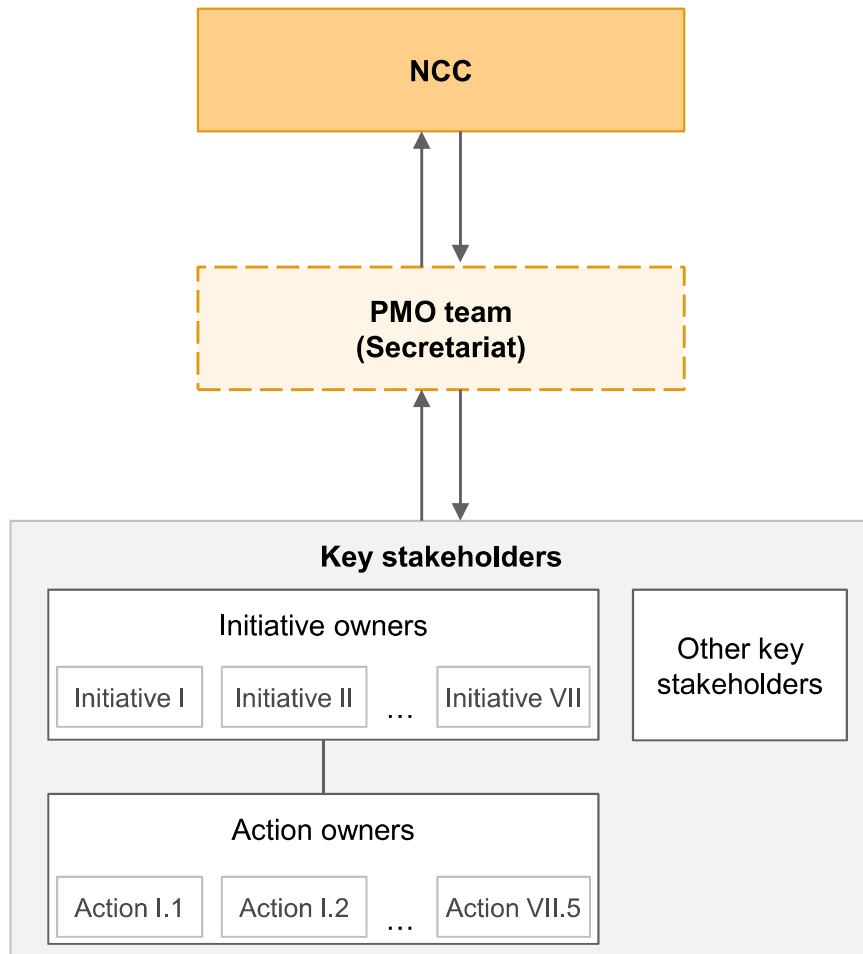 NCC
PMO team
(Secretariat)
Key stakeholders
Initiative owners
Initiative I
Initiative II
...
Initiative VII
Other key
stakeholders
Action owners
Action I.1
Action I.2
...
Action VII.5